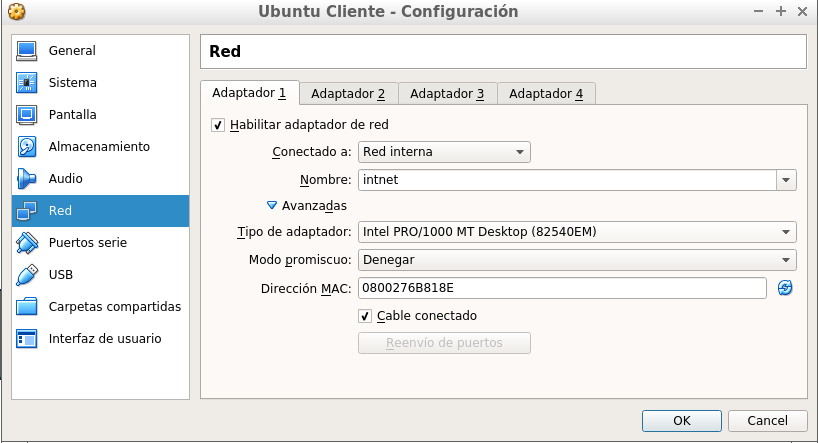 Ubuntu Cliente - Configuración
General
Sistema
Pantalla
Almacenamiento
Audio
Red
Puertos serie
USB
Carpetas compartidas
Interfaz de usuario
Red
Adaptador 1 Adaptador 2 Adaptador 3 Adaptador 4
Habilitar adaptador de red
Conectado a: Red interna
Nombre: intnet
Avanzadas
Tipo de adaptador: Intel PRO/1000 MT Desktop (82540EM)
Modo promiscuo: Denegar
Dirección MAC: 0800276B818E
Cable conectado
Reenvío de puertos
OK Cancel